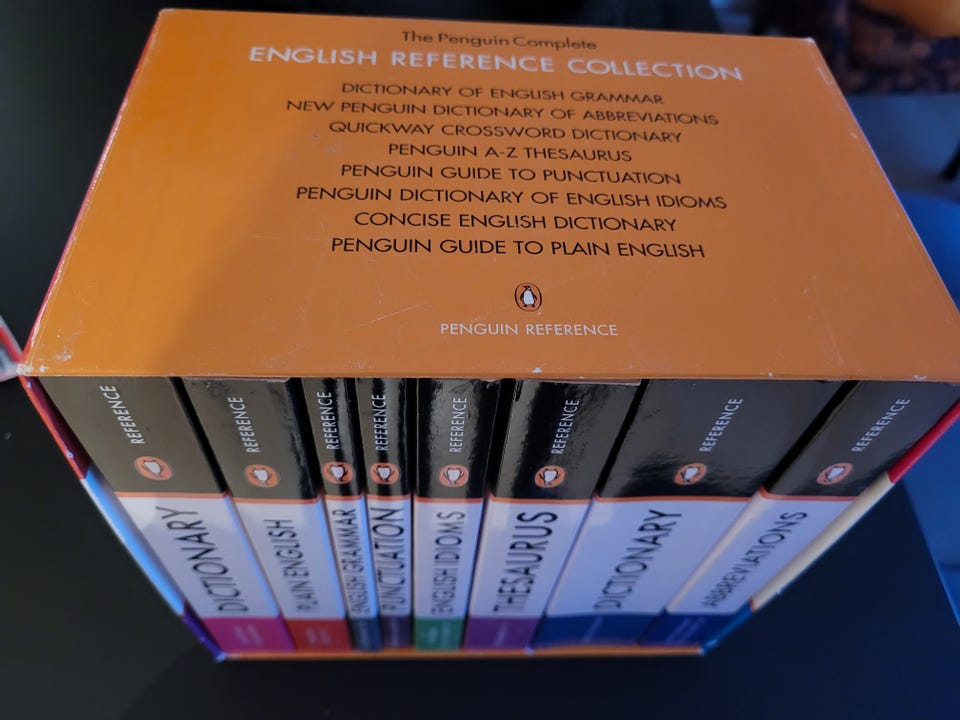 The Penguin Complete
ENGLISH REFERENCE COLLECTION
DICTIONARY OF ENGLISH GRAMMAR
NEW PENGUIN DICTIONARY OF ABBREVIATIONS
QUICKWAY CROSSWORD DICTIONARY
PENGUIN A-Z THESAURUS
PENGUIN GUIDE TO PUNCTUATION
PENGUIN DICTIONARY OF ENGLISH IDIOMS
CONCISE ENGLISH DICTIONARY
PENGUIN GUIDE TO PLAIN ENGLISH
PENGUIN REFERENCE
REFERENCE
DICTIONARY
REFERENCE
PLAIN ENGLISH
REFERENCE
ENGLISH GRAMMAR
REFERENCE
PUNCTUATION
REFERENCE
ENGLISH IDIOMS
REFERENCE
THESAURUS
REFERENCE
DICTIONARY
REFERENCE
ABBREVIATIONS